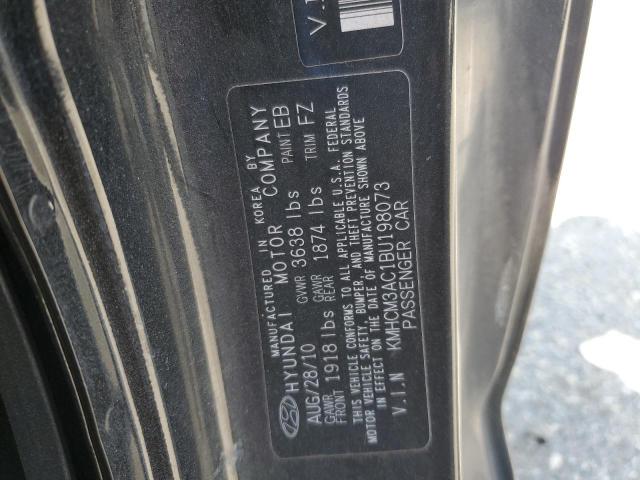 V.I
MANUFACTURED IN KOREA BY
HYUNDAI MOTOR COMPANY
AUG/28/10 GVWR 3638 lbs PAINT EB
GAWR FRONT 1918 lbs GAWR REAR 1874 lbs TRIM FZ
THIS VEHICLE CONFORMS TO ALL APPLICABLE U.S.A. FEDERAL
MOTOR VEHICLE SAFETY, BUMPER, AND THEFT PREVENTION STANDARDS
IN EFFECT ON THE DATE OF MANUFACTURE SHOWN ABOVE
V.I.N KMHCM3AC1BU198073
PASSENGER CAR